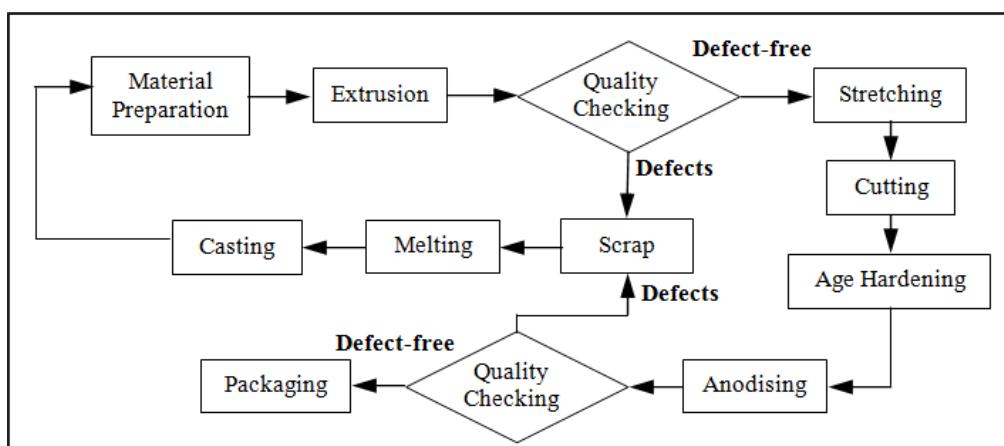 Defect-free
Material
Preparation
Extrusion
Quality
Checking
Stretching
Defects
Cutting
Casting
Melting
Scrap
Age Hardening
Defects
Defect-free
Packaging
Quality
Checking
Anodising